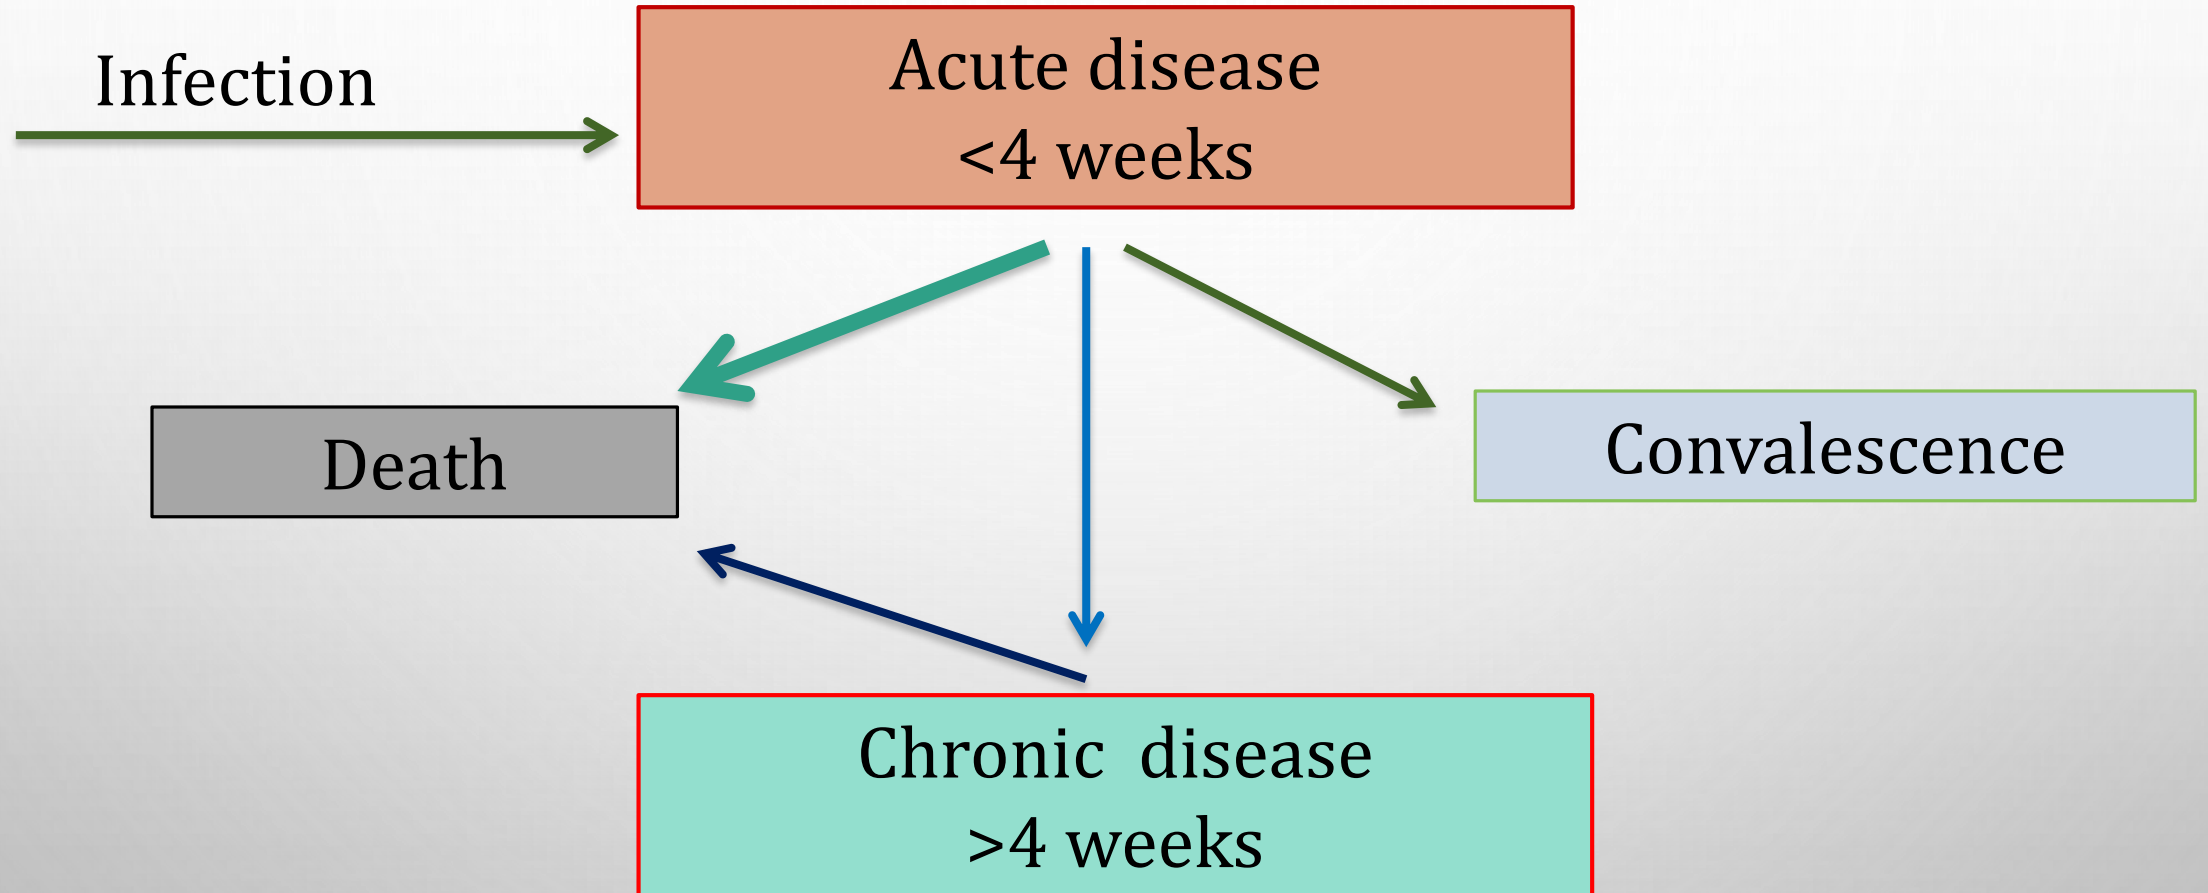 Infection
Acute disease
<4 weeks
Death
Convalescence
Chronic  disease
>4 weeks